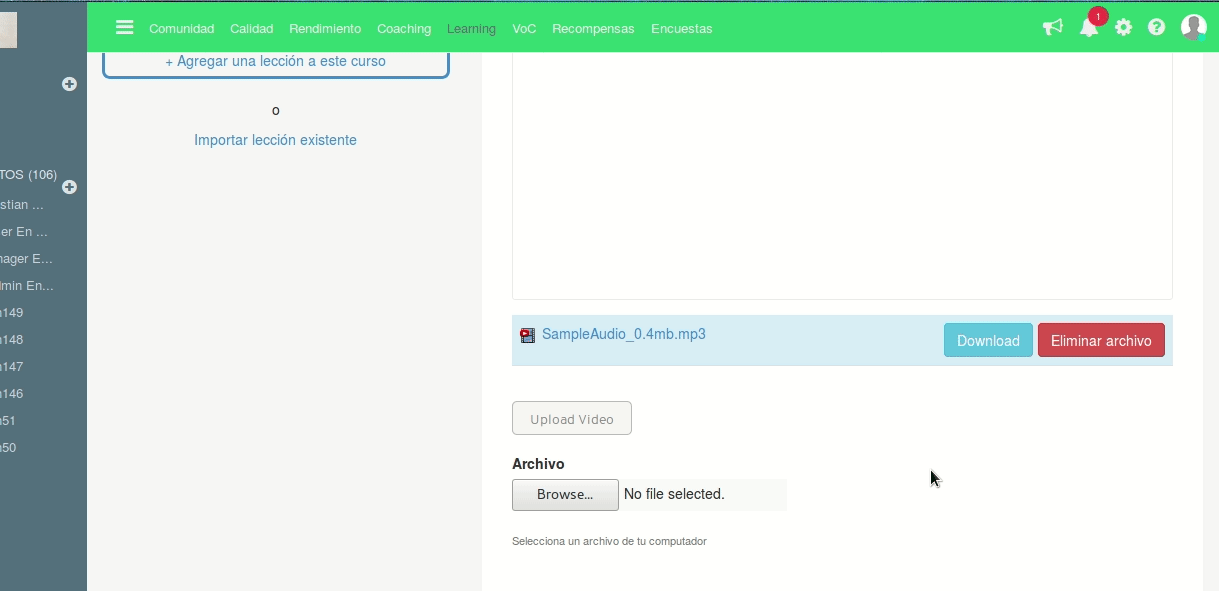 Comunidad Calidad Rendimiento Coaching Learning VoC Recompensas Encuestas 1
TOS (106)
stian ...
er En ...
nager E...
dmin En...
149
148
147
146
51
50
+ Agregar una lección a este curso
o
Importar lección existente
SampleAudio_0.4mb.mp3 Download Eliminar archivo
Upload Video
Archivo
Browse... No file selected.
Selecciona un archivo de tu computador